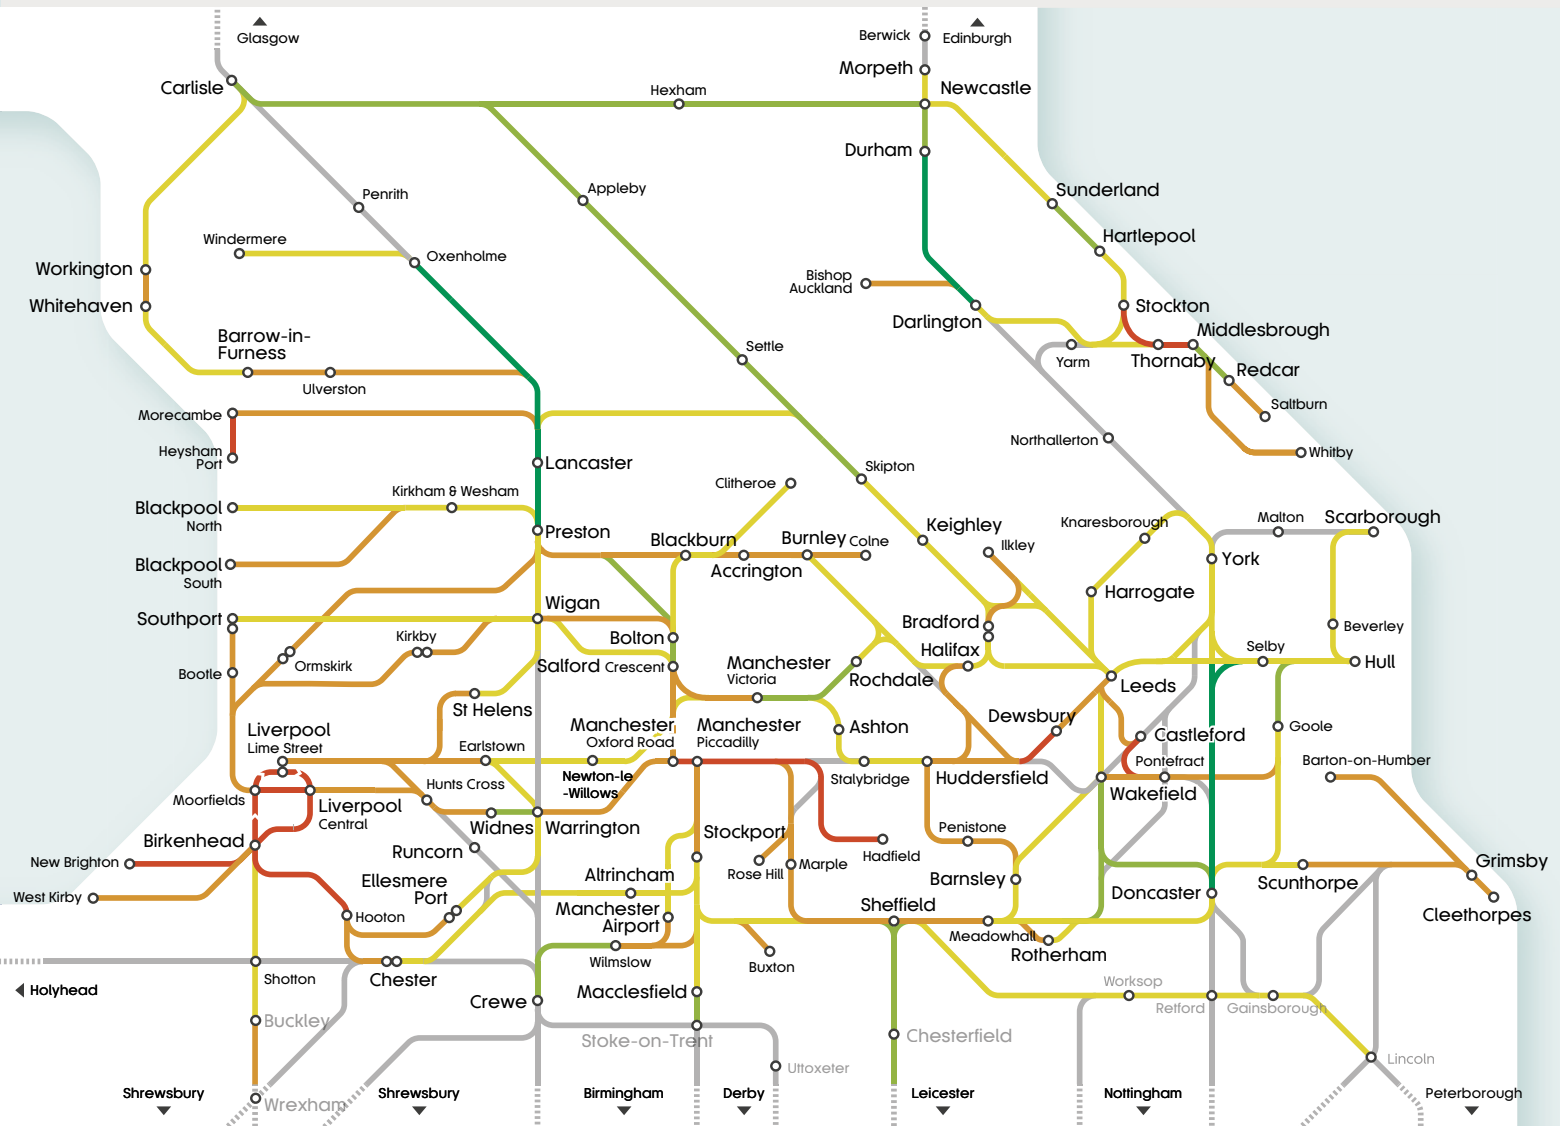 Glasgow
Berwick
Edinburgh
Morpeth
Carlisle
Hexham
Newcastle
Durham
Penrith
Appleby
Sunderland
Windermere
Oxenholme
Hartlepool
Workington
Bishop
Auckland
Whitehaven
Stockton
Darlington
Middlesbrough
Barrow-in-
Furness
Settle
Yarm
Thornaby
Redcar
Ulverston
Saltburn
Morecambe
Northallerton
Whitby
Heysham
Port
Lancaster
Skipton
Clitheroe
Kirkham & Wesham
Blackpool
North
Preston
Keighley
Knaresborough
Malton
Scarborough
Blackburn
Burnley
Colne
Ilkley
York
Accrington
Blackpool
South
Harrogate
Wigan
Southport
Bradford
Beverley
Kirkby
Bolton
Halifax
Selby
Ormskirk
Salford Crescent
Manchester
Victoria
Hull
Bootle
Rochdale
Leeds
St Helens
Dewsbury
Liverpool
Lime Street
Manchester
Oxford Road
Manchester
Piccadilly
Ashton
Goole
Castleford
Earlstown
Pontefract
Barton-on-Humber
Hunts Cross
Newton-le
-Willows
Stalybridge
Huddersfield
Moorfields
Liverpool
Central
Wakefield
Widnes
Warrington
Stockport
Penistone
Birkenhead
Runcorn
Hadfield
New Brighton
Rose Hill
Marple
Grimsby
Ellesmere
Port
Altrincham
Barnsley
Scunthorpe
West Kirby
Doncaster
Hooton
Manchester
Airport
Sheffield
Cleethorpes
Meadowhall
Rotherham
Wilmslow
Buxton
Shotton
Chester
Holyhead
Crewe
Macclesfield
Worksop
Retford
Gainsborough
Buckley
Stoke-on-Trent
Chesterfield
Uttoxeter
Lincoln
Shrewsbury
Wrexham
Shrewsbury
Birmingham
Derby
Leicester
Nottingham
Peterborough